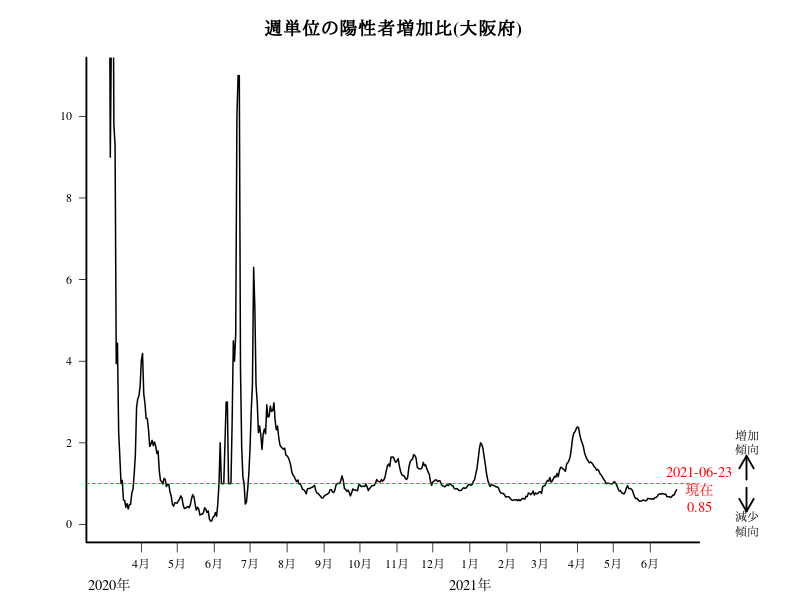 週単位の陽性者増加比(大阪府)
10
8
6
4
2
0
増加
傾向
2021-06-23
現在
0.85
減少
傾向
4月 5月 6月 7月 8月 9月 10月 11月 12月 1月 2月 3月 4月 5月 6月
2020年 2021年